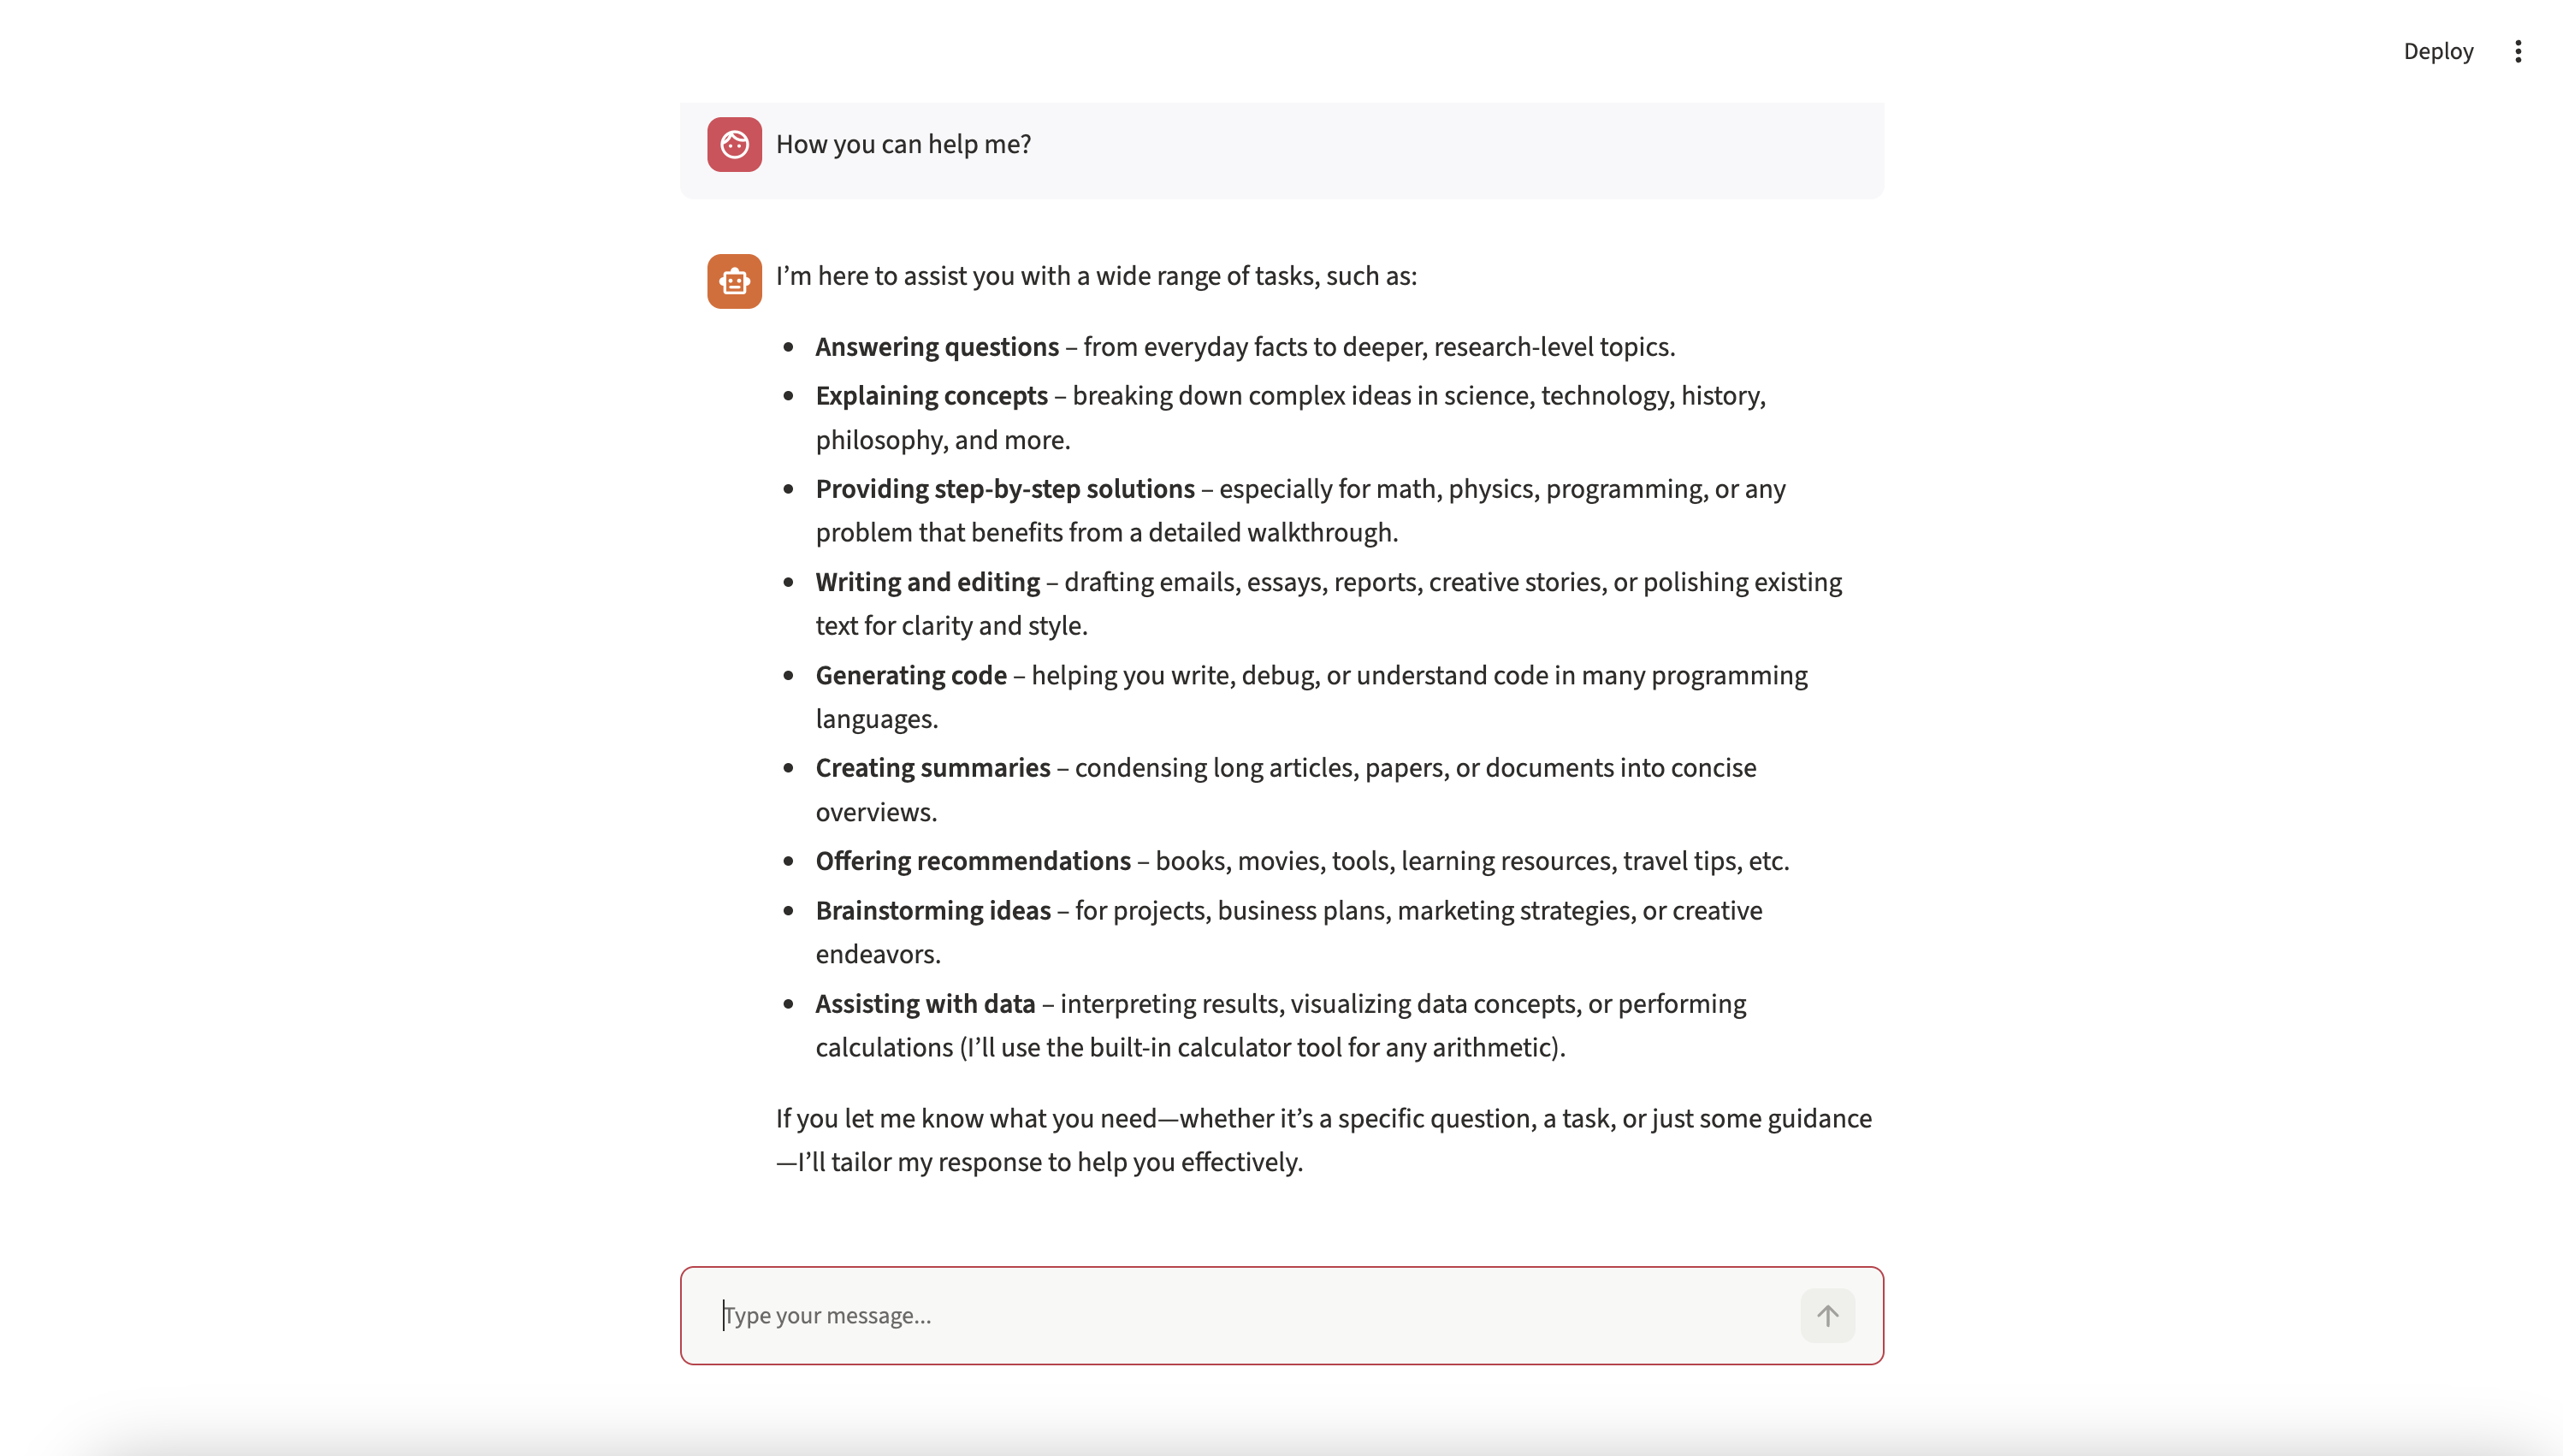 Deploy
How you can help me?
I’m here to assist you with a wide range of tasks, such as:
• Answering questions – from everyday facts to deeper, research-level topics.
• Explaining concepts – breaking down complex ideas in science, technology, history,
philosophy, and more.
• Providing step-by-step solutions – especially for math, physics, programming, or any
problem that benefits from a detailed walkthrough.
• Writing and editing – drafting emails, essays, reports, creative stories, or polishing existing
text for clarity and style.
• Generating code – helping you write, debug, or understand code in many programming
languages.
• Creating summaries – condensing long articles, papers, or documents into concise
overviews.
• Offering recommendations – books, movies, tools, learning resources, travel tips, etc.
• Brainstorming ideas – for projects, business plans, marketing strategies, or creative
endeavors.
• Assisting with data – interpreting results, visualizing data concepts, or performing
calculations (I’ll use the built-in calculator tool for any arithmetic).
If you let me know what you need—whether it’s a specific question, a task, or just some guidance
—I’ll tailor my response to help you effectively.
Type your message...